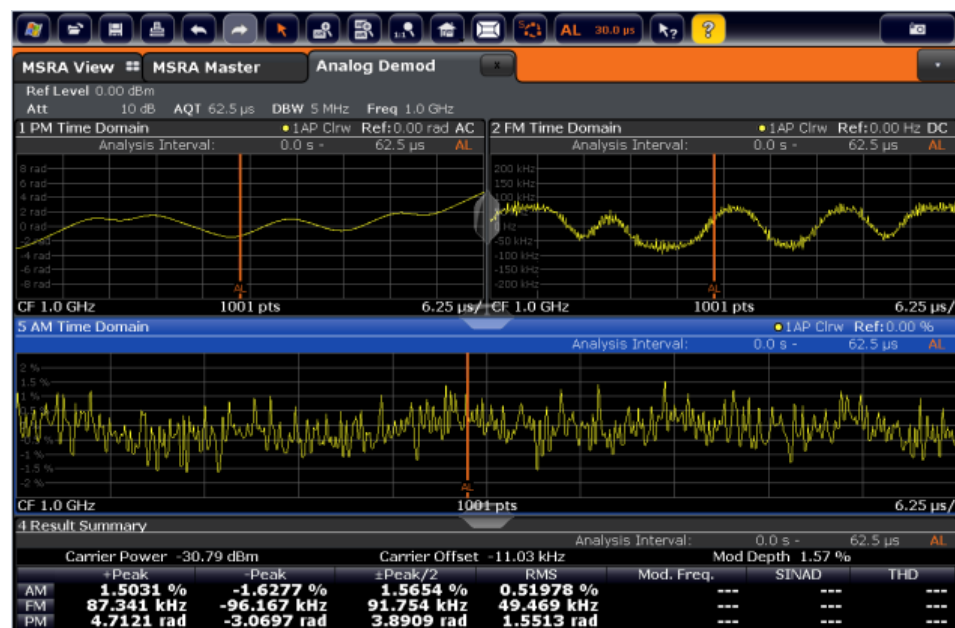 AL 30.0 µs
1:1
?
?
MSRA View MSRA Master Analog Demod x
Ref Level 0.00 dBm
Att 10 dB AQT 62.5 µs DBW 5 MHz Freq 1.0 GHz
1 PM Time Domain 1AP Clrw Ref:0.00 rad AC
Analysis Interval: 0.0 s - 62.5 µs AL
8 rad
6 rad
4 rad
2 rad
0 rad
-2 rad
-4 rad
-6 rad
-8 rad
AL
CF 1.0 GHz 1001 pts 6.25 µs/
2 FM Time Domain 1AP Clrw Ref:0.00 Hz DC
Analysis Interval: 0.0 s - 62.5 µs AL
200 kHz
150 kHz
100 kHz
-50 kHz
-100 kHz
-150 kHz
-200 kHz
AL
CF 1.0 GHz 1001 pts 6.25 µs/
5 AM Time Domain 1AP Clrw Ref:0.00 %
Analysis Interval: 0.0 s - 62.5 µs AL
2 %
1.5 %
-1 %
-1.5 %
-2 %
AL
CF 1.0 GHz 1001 pts 6.25 µs/
4 Result Summary
Analysis Interval: 0.0 s - 62.5 µs AL
Carrier Power -30.79 dBm Carrier Offset -11.03 kHz Mod Depth 1.57 %
+Peak -Peak ±Peak/2 RMS Mod. Freq. SINAD THD
AM 1.5031 % -1.6277 % 1.5654 % 0.51978 % --- --- ---
FM 87.341 kHz -96.167 kHz 91.754 kHz 49.469 kHz --- --- ---
PM 4.7121 rad -3.0697 rad 3.8909 rad 1.5513 rad --- --- ---